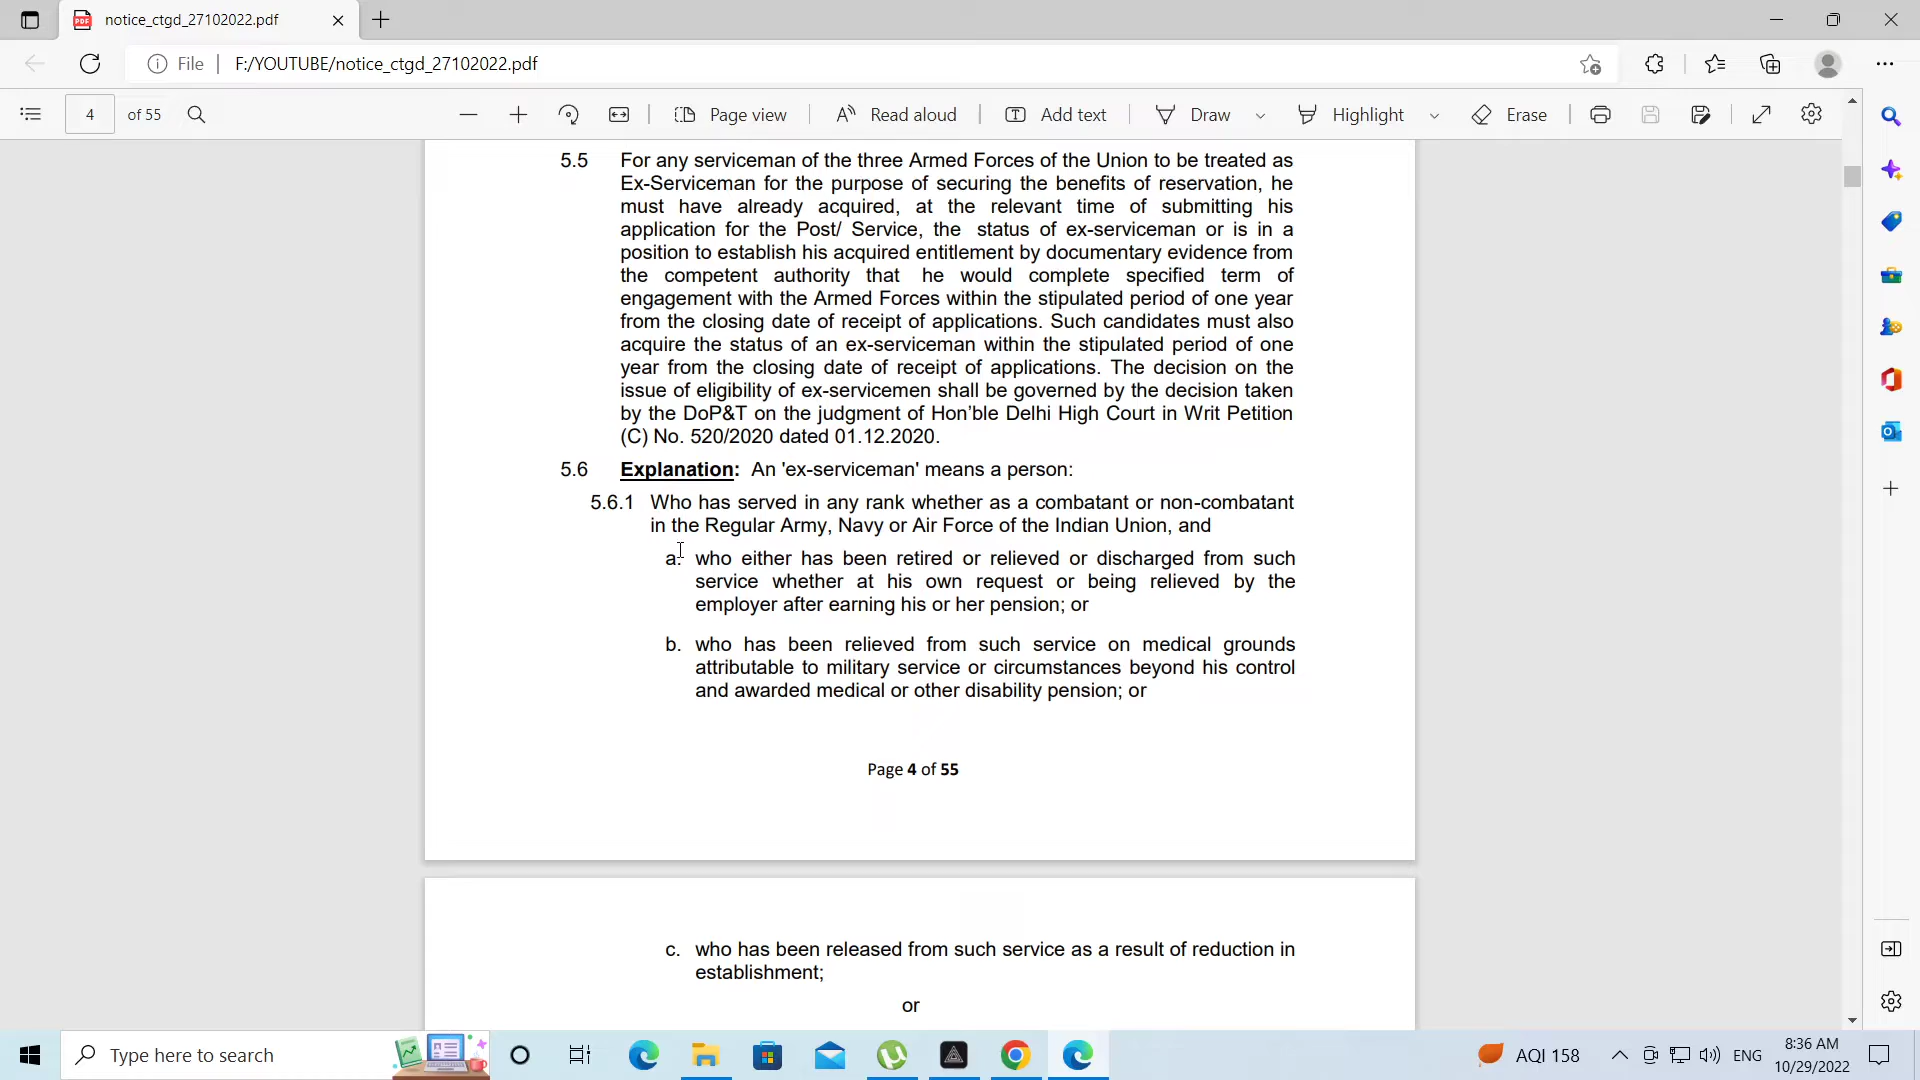 notice_ctgd_27102022.pdf
File
F:/YOUTUBE/notice_ctgd_27102022.pdf
4 of 55
Page view
Read aloud
Add text
Draw
Highlight
Erase
5.5 For any serviceman of the three Armed Forces of the Union to be treated as
Ex-Serviceman for the purpose of securing the benefits of reservation, he
must have already acquired, at the relevant time of submitting his
application for the Post/ Service, the status of ex-serviceman or is in a
position to establish his acquired entitlement by documentary evidence from
the competent authority that he would complete specified term of
engagement with the Armed Forces within the stipulated period of one year
from the closing date of receipt of applications. Such candidates must also
acquire the status of an ex-serviceman within the stipulated period of one
year from the closing date of receipt of applications. The decision on the
issue of eligibility of ex-servicemen shall be governed by the decision taken
by the DoP&T on the judgment of Hon’ble Delhi High Court in Writ Petition
(C) No. 520/2020 dated 01.12.2020.
5.6 Explanation: An 'ex-serviceman' means a person:
5.6.1 Who has served in any rank whether as a combatant or non-combatant
in the Regular Army, Navy or Air Force of the Indian Union, and
a. who either has been retired or relieved or discharged from such
service whether at his own request or being relieved by the
employer after earning his or her pension; or
b. who has been relieved from such service on medical grounds
attributable to military service or circumstances beyond his control
and awarded medical or other disability pension; or
Page 4 of 55
c. who has been released from such service as a result of reduction in
establishment;
or
Type here to search
AQI 158
ENG
8:36 AM
10/29/2022